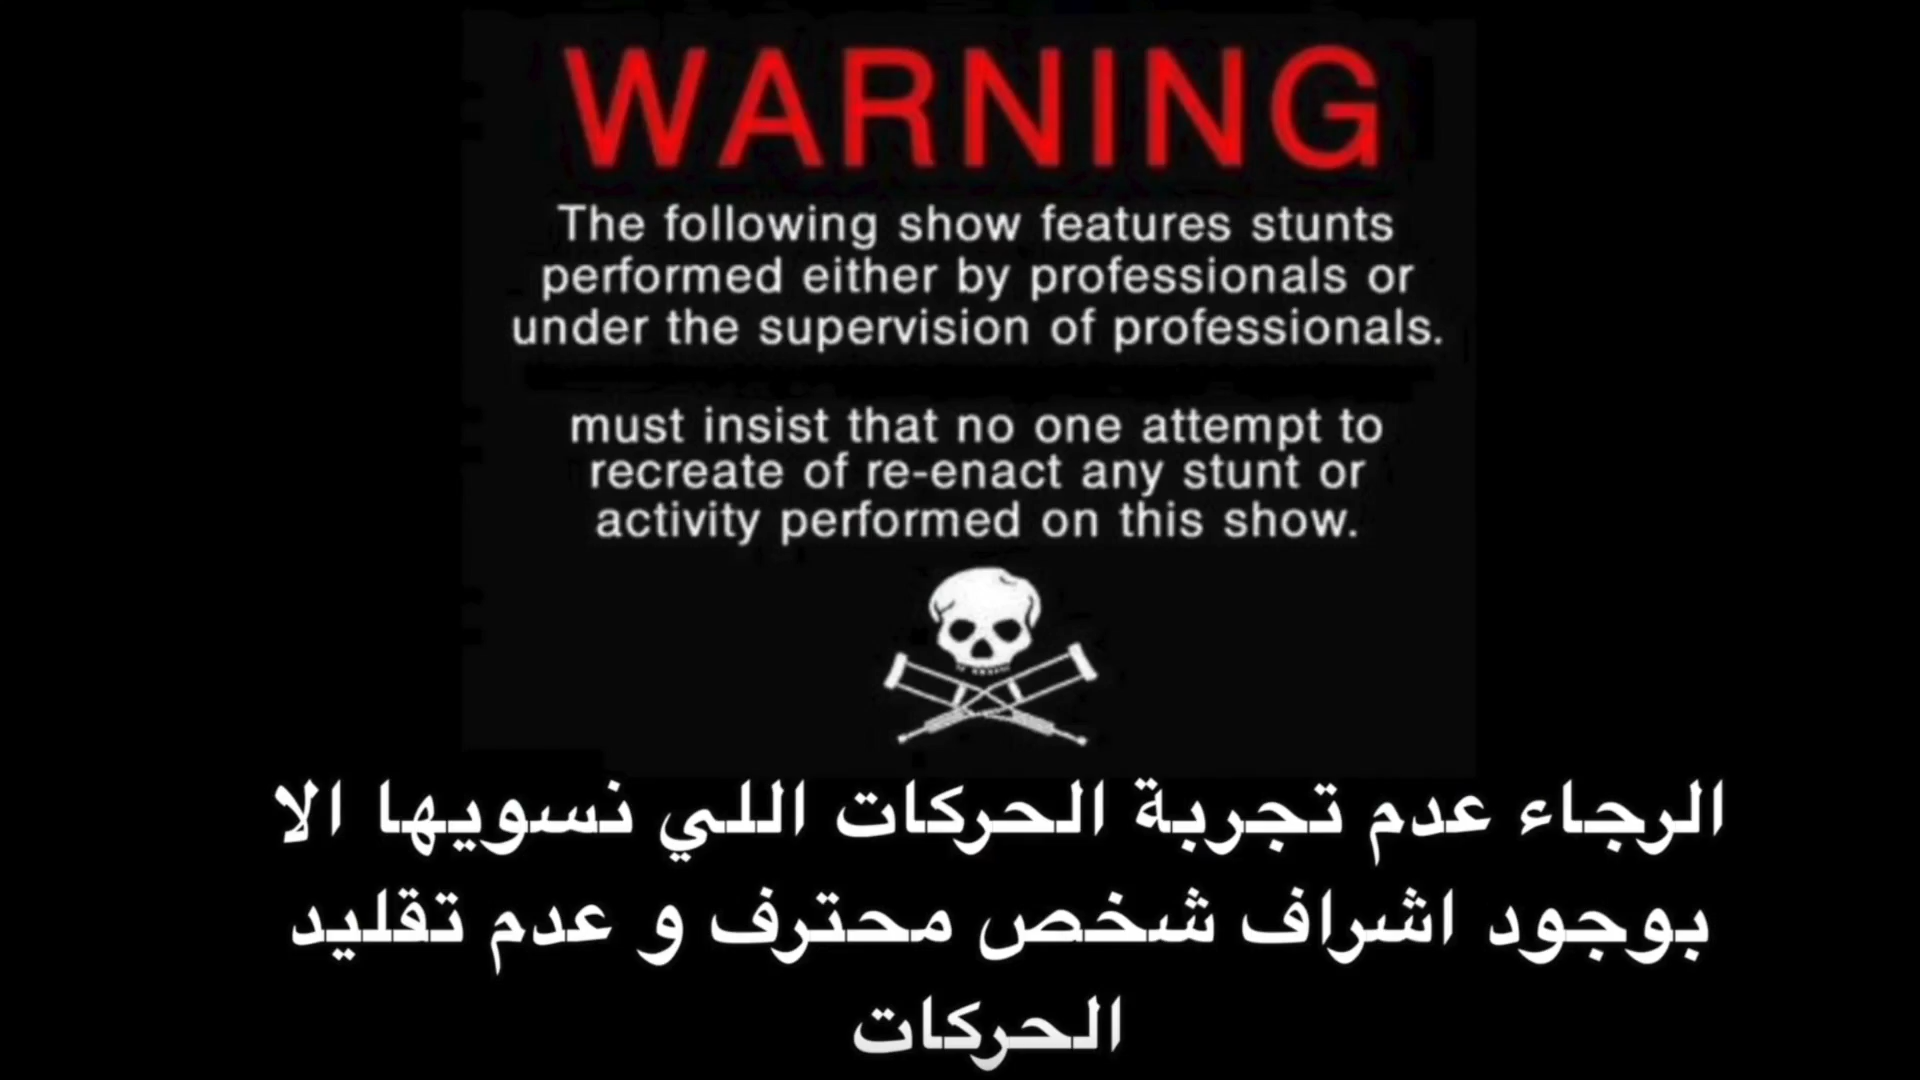 WARNING
The following show features stunts
performed either by professionals or
under the supervision of professionals.
must insist that no one attempt to
recreate of re-enact any stunt or
activity performed on this show.
الرجاء عدم تجربة الحركات اللي نسويها الا
بوجود اشراف شخص محترف و عدم تقليد
الحركات